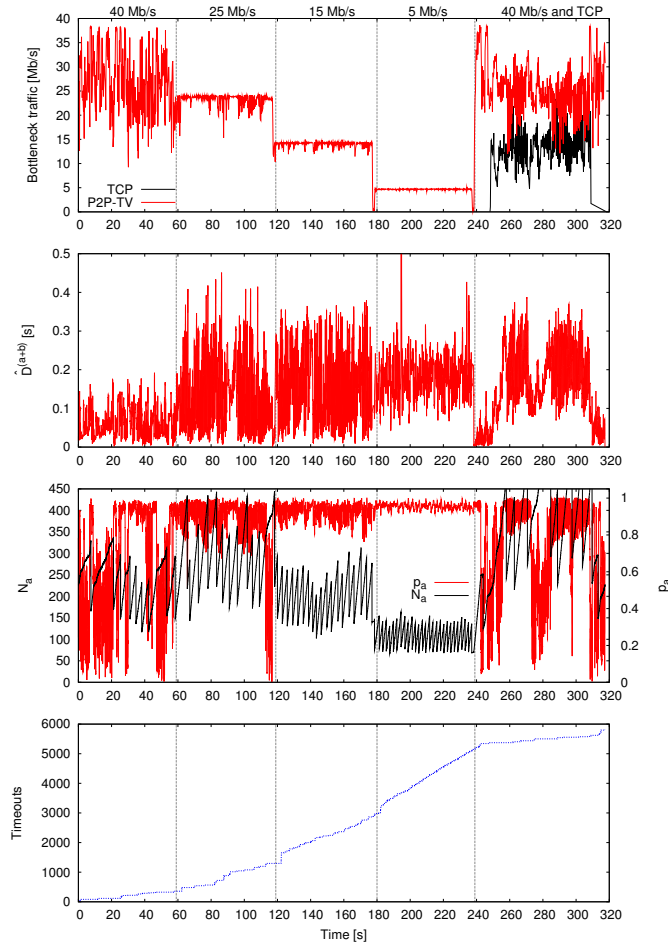 40 Mb/s 25 Mb/s 15 Mb/s 5 Mb/s 40 Mb/s and TCP
Bottleneck traffic [Mb/s]
40
35
30
25
20
15
10
5
0
TCP
P2P-TV
0 20 40 60 80 100 120 140 160 180 200 220 240 260 280 300 320
D̂(a+b) [s]
0.5
0.4
0.3
0.2
0.1
0
0 20 40 60 80 100 120 140 160 180 200 220 240 260 280 300 320
Na
450
400
350
300
250
200
150
100
50
0
pa
Na
1
0.8
0.6
0.4
0.2
0
pa
0 20 40 60 80 100 120 140 160 180 200 220 240 260 280 300 320
Timeouts
6000
5000
4000
3000
2000
1000
0
0 20 40 60 80 100 120 140 160 180 200 220 240 260 280 300 320
Time [s]